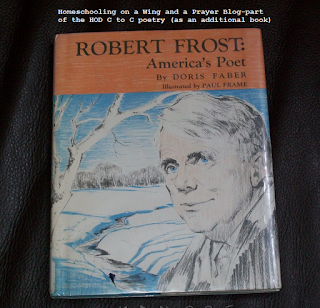 Homeschooling on a Wing and a Prayer Blog-part
of the HOD C to C poetry (as an additional book)
ROBERT FROST:
America's Poet
By DORIS FABER
Illustrated by PAUL FRAME